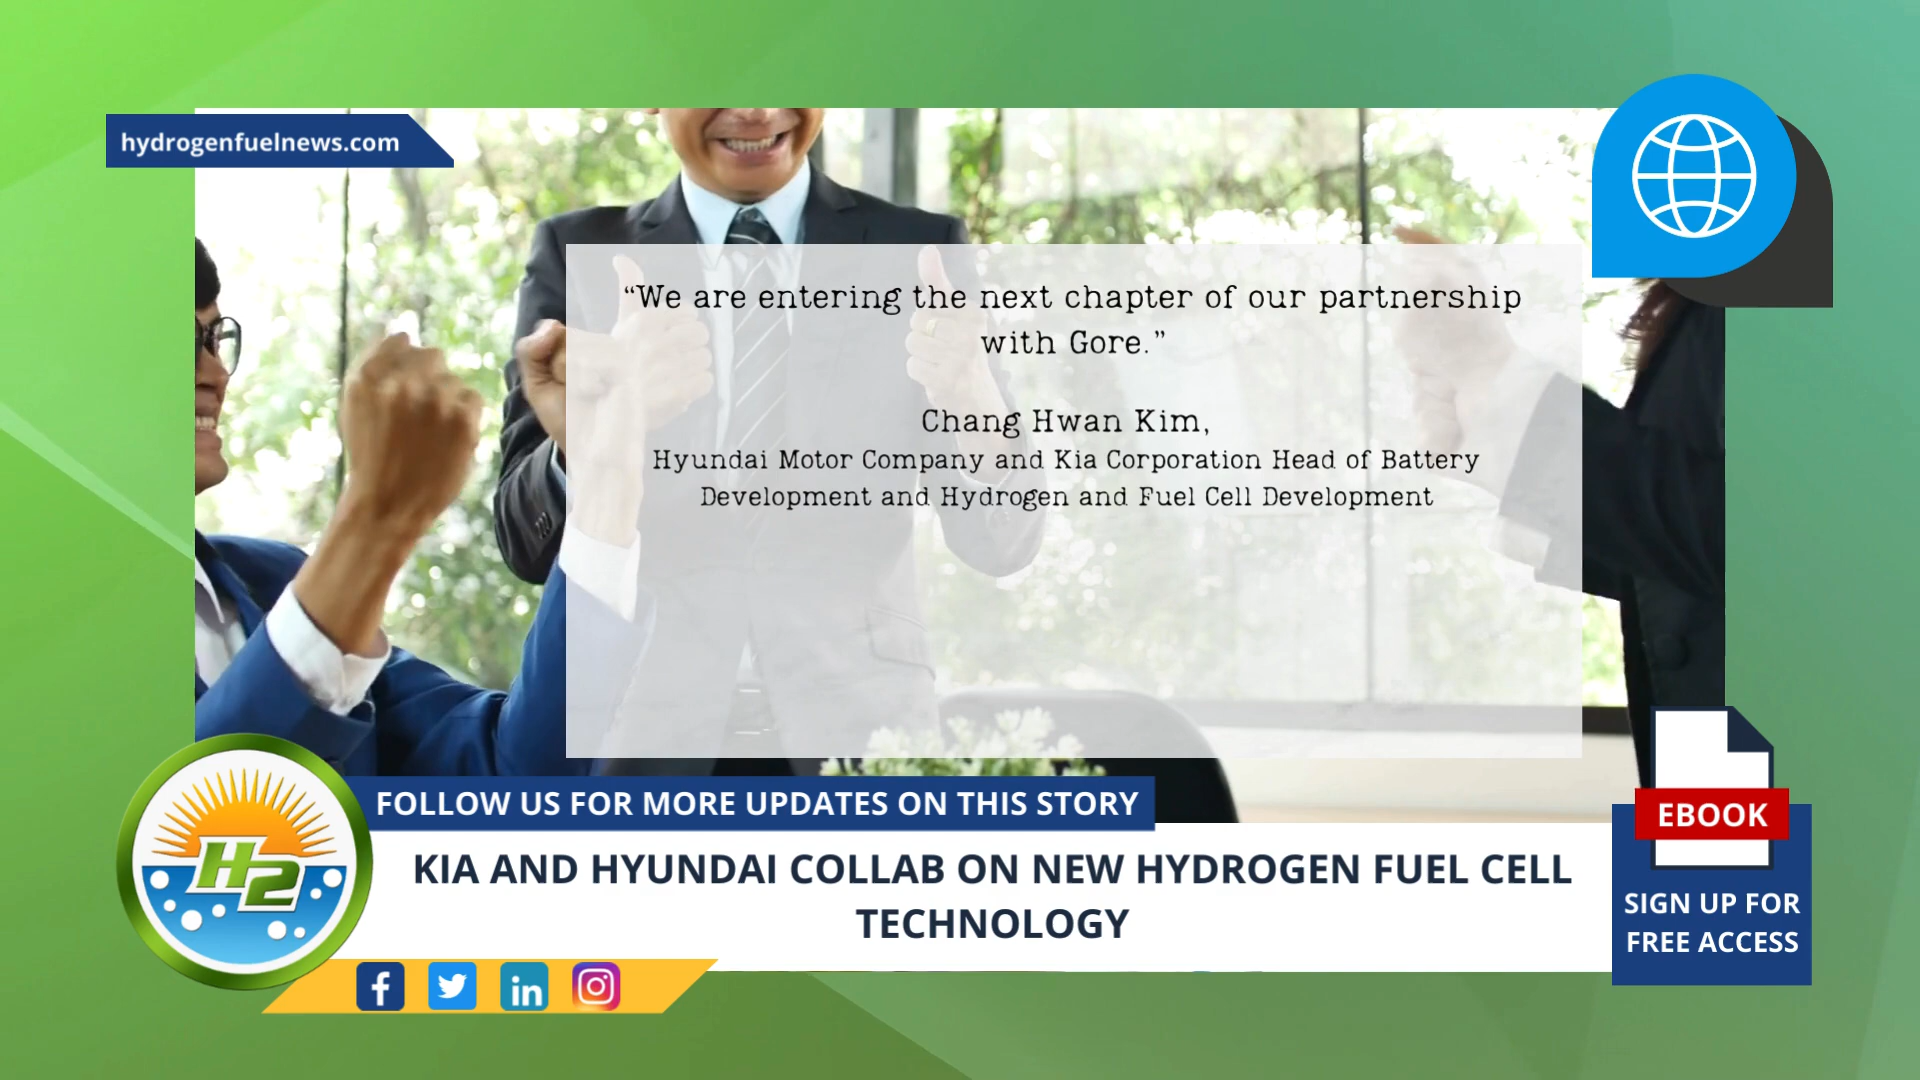 hydrogenfuelnews.com
“We are entering the next chapter of our partnership
with Gore.”
Chang Hwan Kim,
Hyundai Motor Company and Kia Corporation Head of Battery
Development and Hydrogen and Fuel Cell Development
FOLLOW US FOR MORE UPDATES ON THIS STORY
KIA AND HYUNDAI COLLAB ON NEW HYDROGEN FUEL CELL
TECHNOLOGY
H2
f
in
EBOOK
SIGN UP FOR
FREE ACCESS